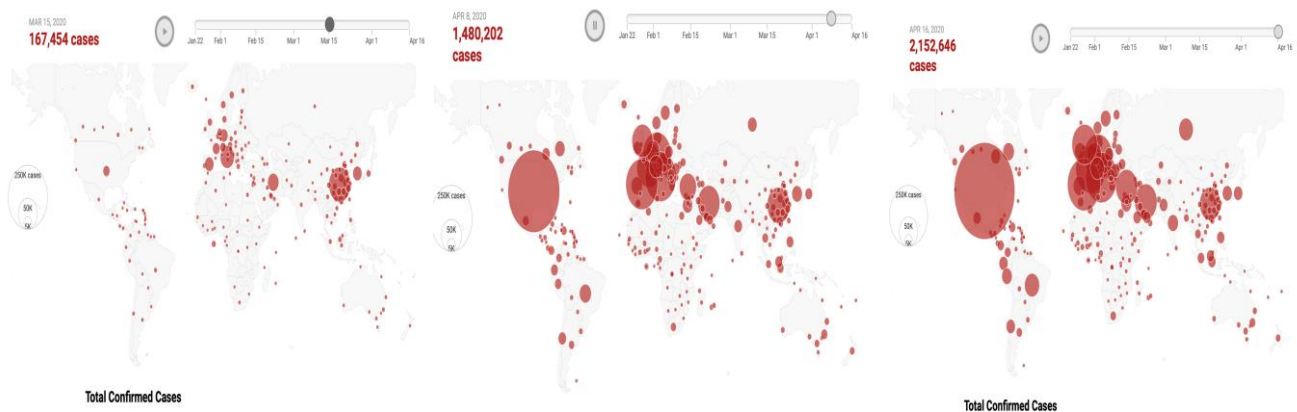 MAR 15, 2020
167,454 cases
Jan 22 Feb 1 Feb 15 Mar 1 Mar 15 Apr 1 Apr 16
250K cases
50K
5K
Total Confirmed Cases
APR 8, 2020
1,480,202
cases
Jan 22 Feb 1 Feb 15 Mar 1 Mar 15 Apr 1 Apr 16
250K cases
50K
5K
APR 16, 2020
2,152,646
cases
Jan 22 Feb 1 Feb 15 Mar 1 Mar 15 Apr 1 Apr 16
250K cases
50K
5K
Total Confirmed Cases